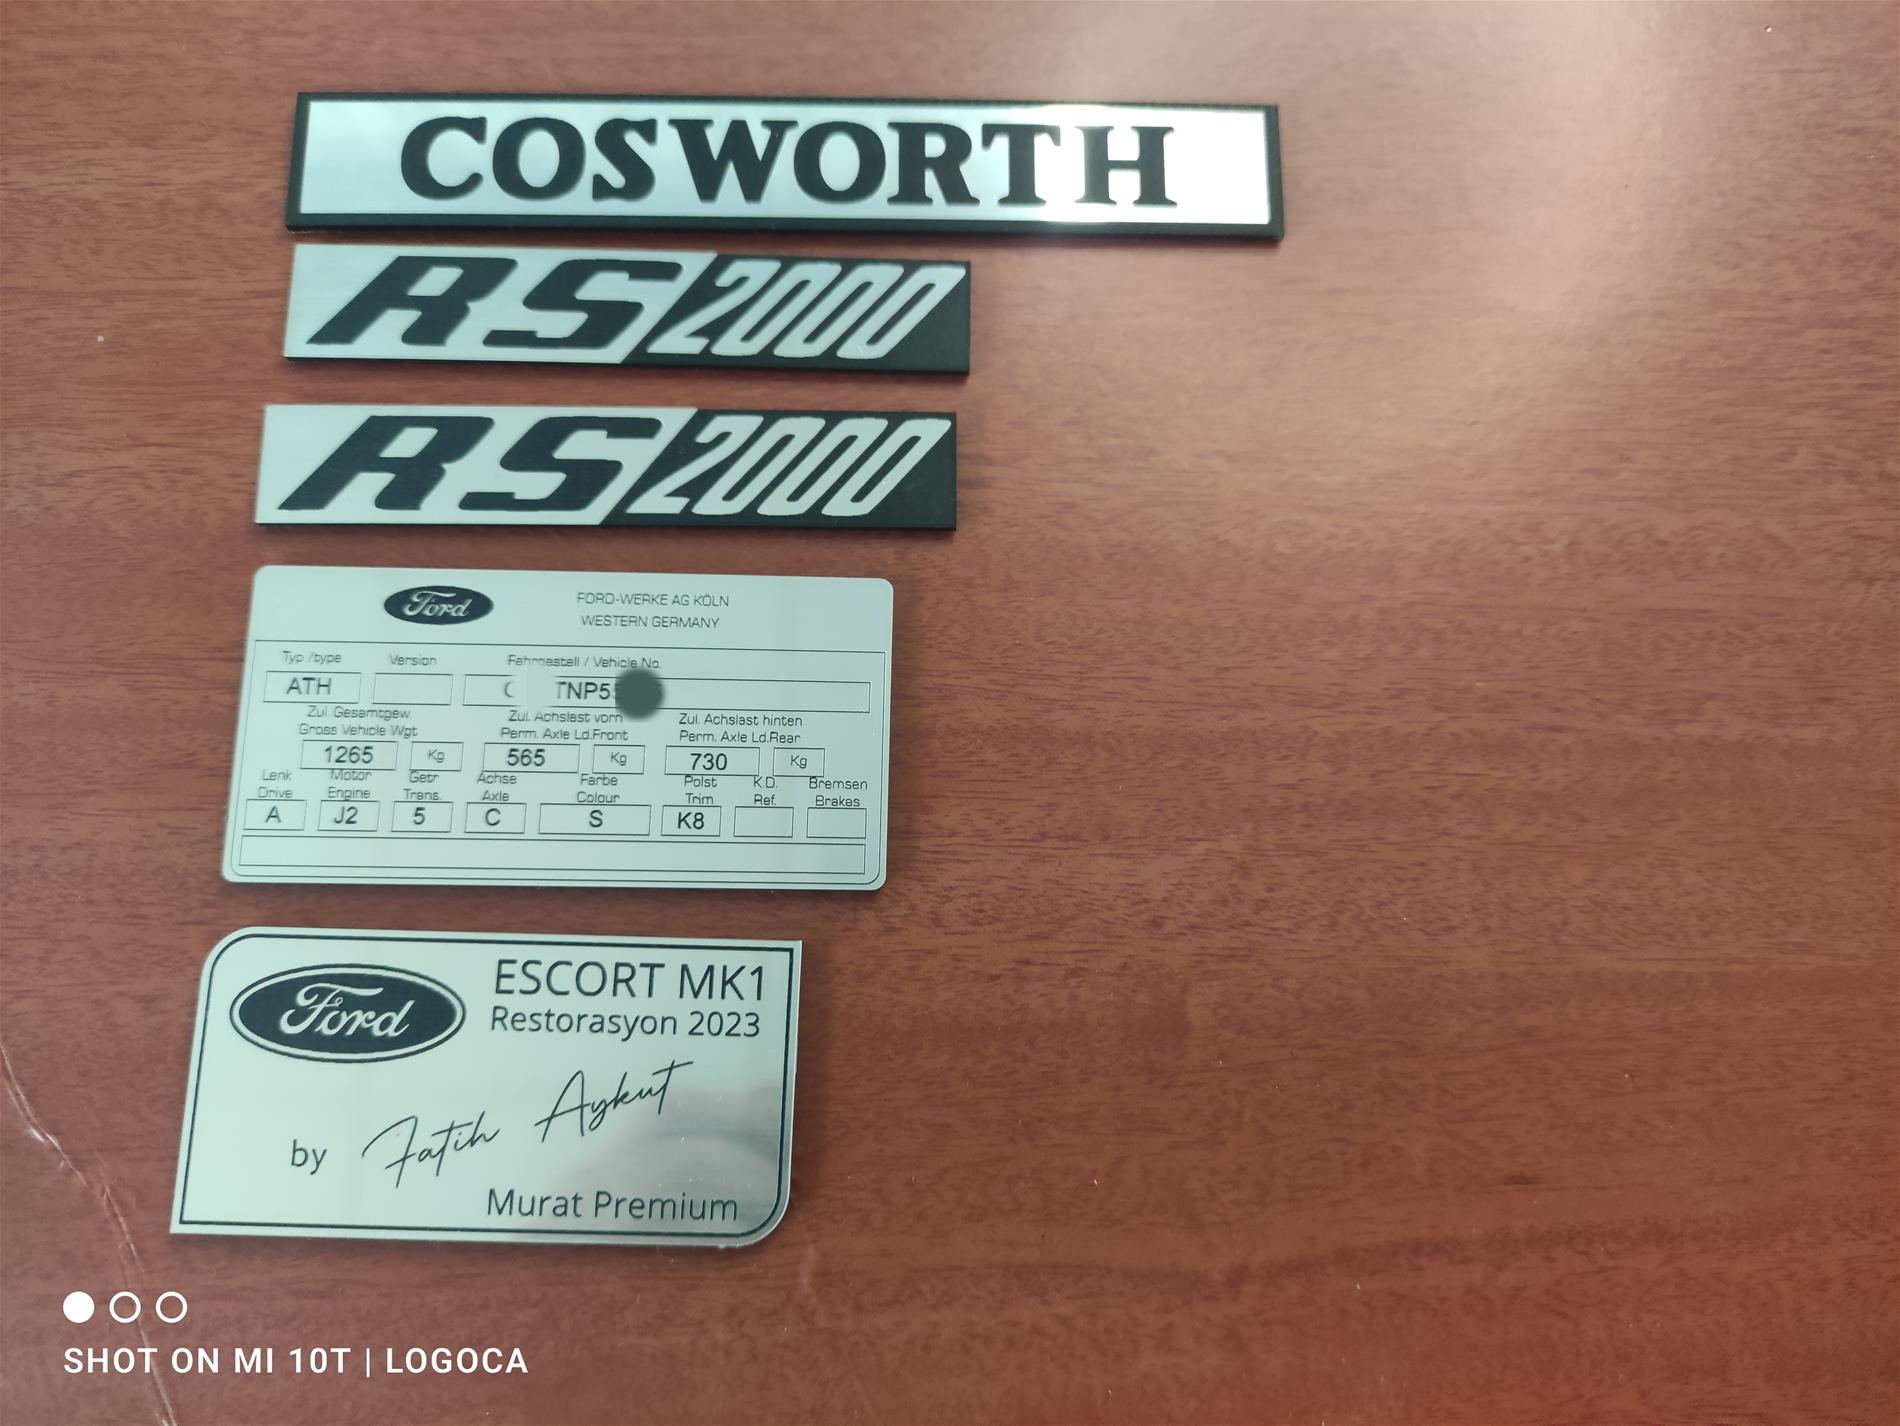 COSWORTH
RS2000
RS2000
Ford
FORD-WERKE AG KÖLN
WESTERN GERMANY
Typ /type Version Fahrgestell / Vehicle No.
ATH
Zul. Gesamtgew. Zul. Achslast vorn Zul. Achslast hinten
Gross Vehicle Wgt Perm. Axle Ld.Front Perm. Axle Ld.Rear
1265 Kg 565 Kg 730 Kg
Lenk Motor Getr Achse Farbe Polst K.D. Bremsen
Drive Engine Trans. Axle Colour Trim Ref. Brakes
A J2 5 C S K8
Ford
ESCORT MK1
Restorasyon 2023
by Fatih Aykut
Murat Premium
SHOT ON MI 10T | LOGOCA